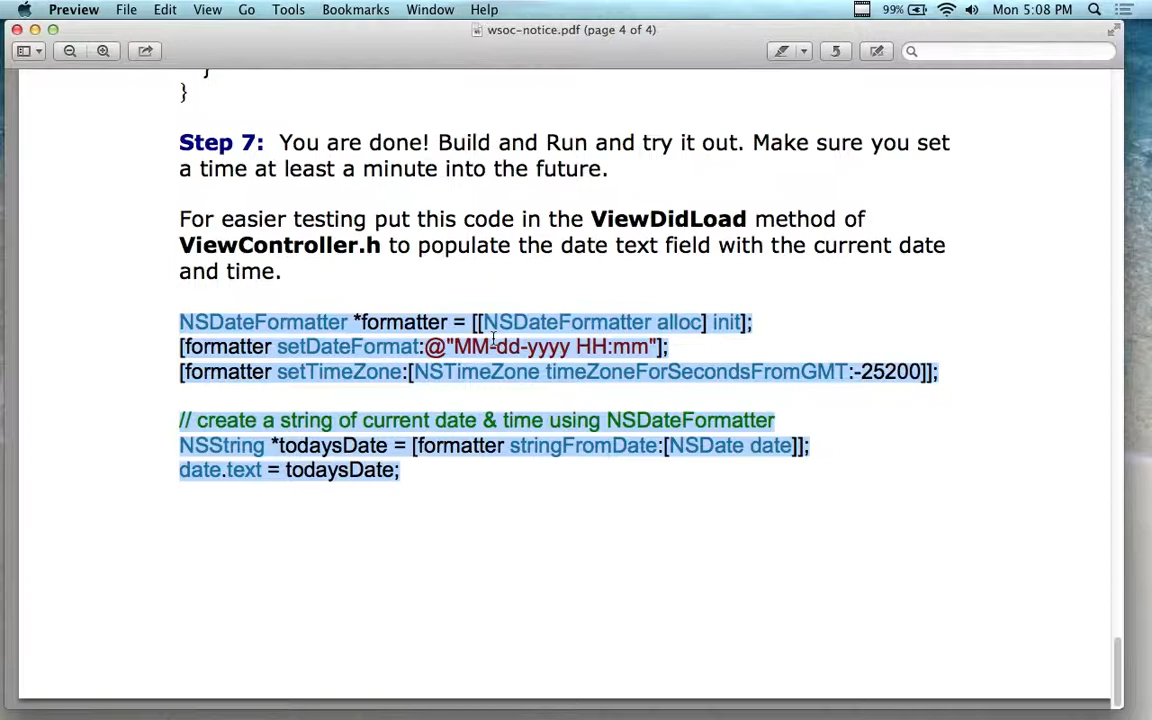 Preview File Edit View Go Tools Bookmarks Window Help 99% Mon 5:08 PM
wsoc-notice.pdf (page 4 of 4)
}
}
Step 7: You are done! Build and Run and try it out. Make sure you set
a time at least a minute into the future.
For easier testing put this code in the ViewDidLoad method of
ViewController.h to populate the date text field with the current date
and time.
NSDateFormatter *formatter = [[NSDateFormatter alloc] init];
[formatter setDateFormat:@"MM-dd-yyyy HH:mm"];
[formatter setTimeZone:[NSTimeZone timeZoneForSecondsFromGMT:-25200]];
// create a string of current date & time using NSDateFormatter
NSString *todaysDate = [formatter stringFromDate:[NSDate date]];
date.text = todaysDate;